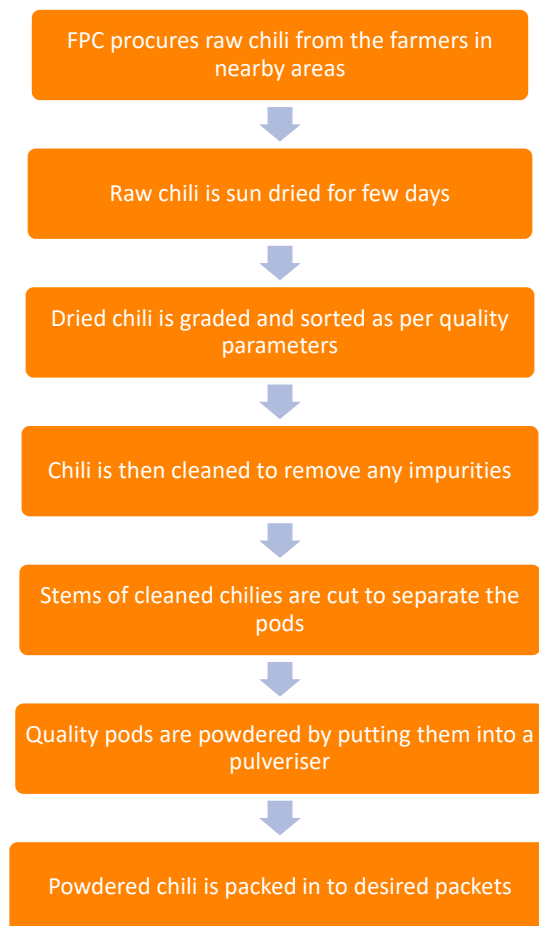 FPC procures raw chili from the farmers in
nearby areas
Raw chili is sun dried for few days
Dried chili is graded and sorted as per quality
parameters
Chili is then cleaned to remove any impurities
Stems of cleaned chilies are cut to separate the
pods
Quality pods are powdered by putting them into a
pulveriser
Powdered chili is packed in to desired packets